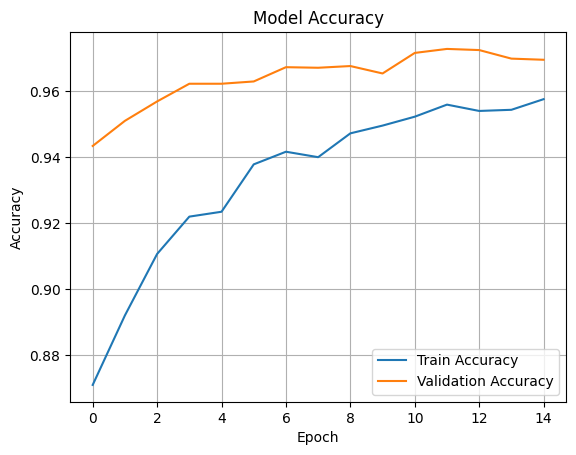 Model Accuracy
Accuracy
0.96
0.94
0.92
0.90
0.88
Train Accuracy
Validation Accuracy
0 2 4 6 8 10 12 14
Epoch